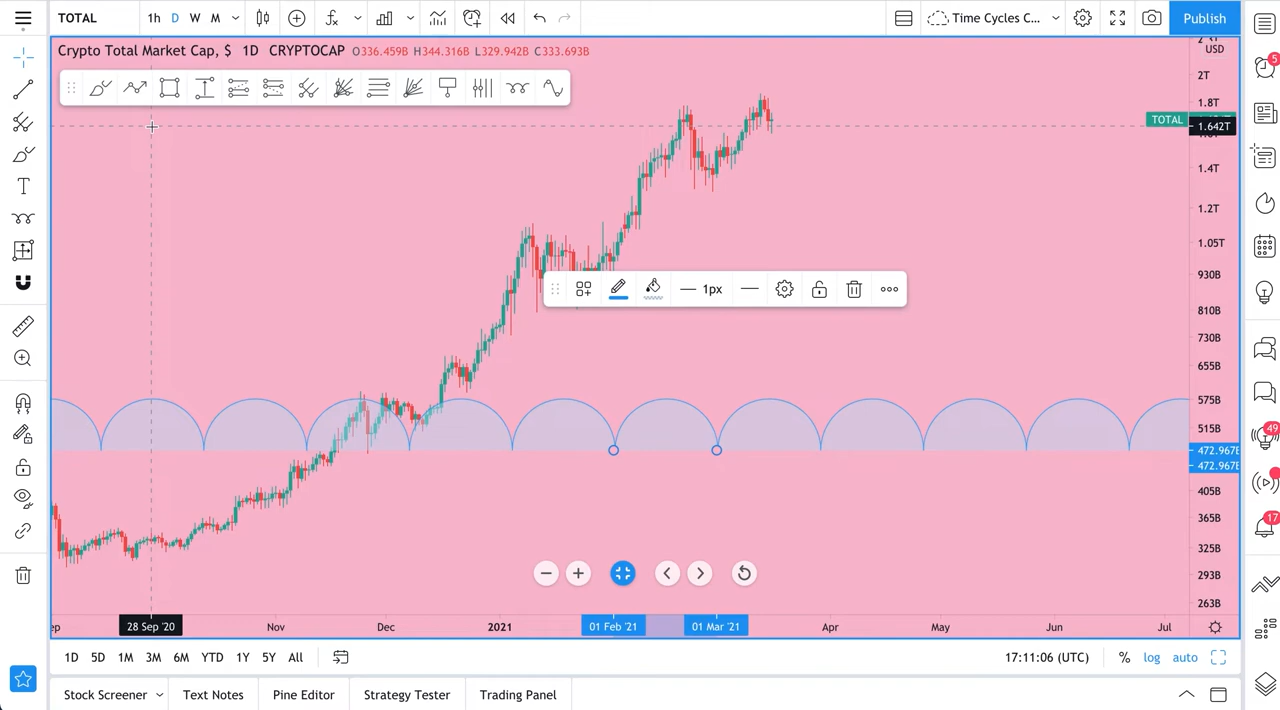 TOTAL 1h D W M Time Cycles C... Publish
Crypto Total Market Cap, $ 1D CRYPTOCAP O336.459B H344.316B L329.942B C333.693B
USD
5
2T
1.8T
TOTAL
1.642T
1.4T
1.2T
1.05T
930B
1px
810B
730B
655B
575B
515B
49
472.967B
472.967B
405B
365B
17
325B
293B
263B
28 Sep '20 Nov Dec 2021 01 Feb '21 01 Mar '21 Apr May Jun Jul
1D 5D 1M 3M 6M YTD 1Y 5Y All 17:11:06 (UTC) % log auto
Stock Screener Text Notes Pine Editor Strategy Tester Trading Panel